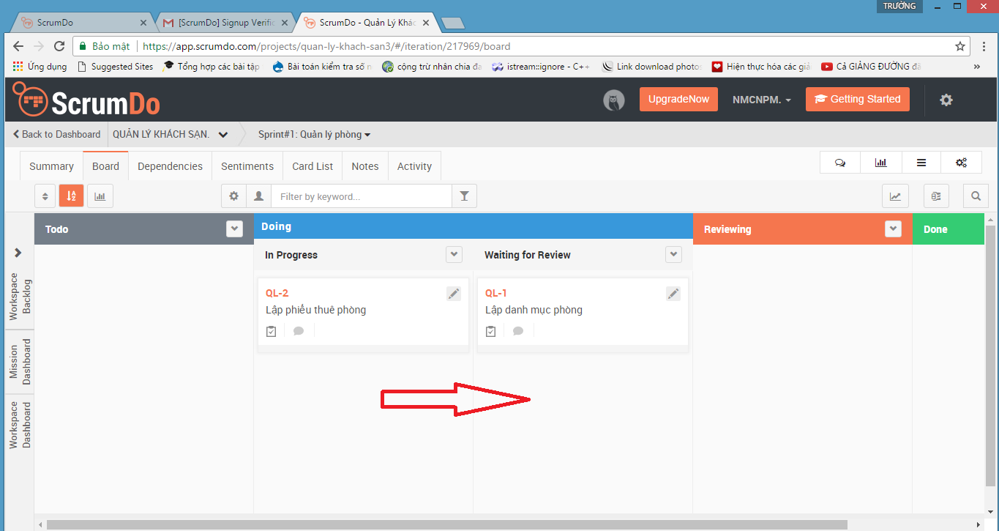 TRƯỜNG
ScrumDo
[ScrumDo] Signup Verific
ScrumDo - Quản Lý Khác
Bảo mật
https://app.scrumdo.com/projects/quan-ly-khach-san3/#/iteration/217969/board
Ứng dụng
Suggested Sites
Tổng hợp các bài tập
Bài toán kiểm tra số n
cộng trừ nhân chia đa
istream::ignore - C++
Link download photo
Hiện thực hóa các giả
Cả GIẢNG ĐƯỜNG đã
»
ScrumDo
UpgradeNow
NMCNPM.
Getting Started
Back to Dashboard
QUẢN LÝ KHÁCH SẠN.
Sprint#1: Quản lý phòng
Summary
Board
Dependencies
Sentiments
Card List
Notes
Activity
Filter by keyword...
Workspace
Backlog
Mission
Dashboard
Workspace
Dashboard
Todo
Doing
Reviewing
Done
In Progress
Waiting for Review
QL-2
Lập phiếu thuê phòng
QL-1
Lập danh mục phòng